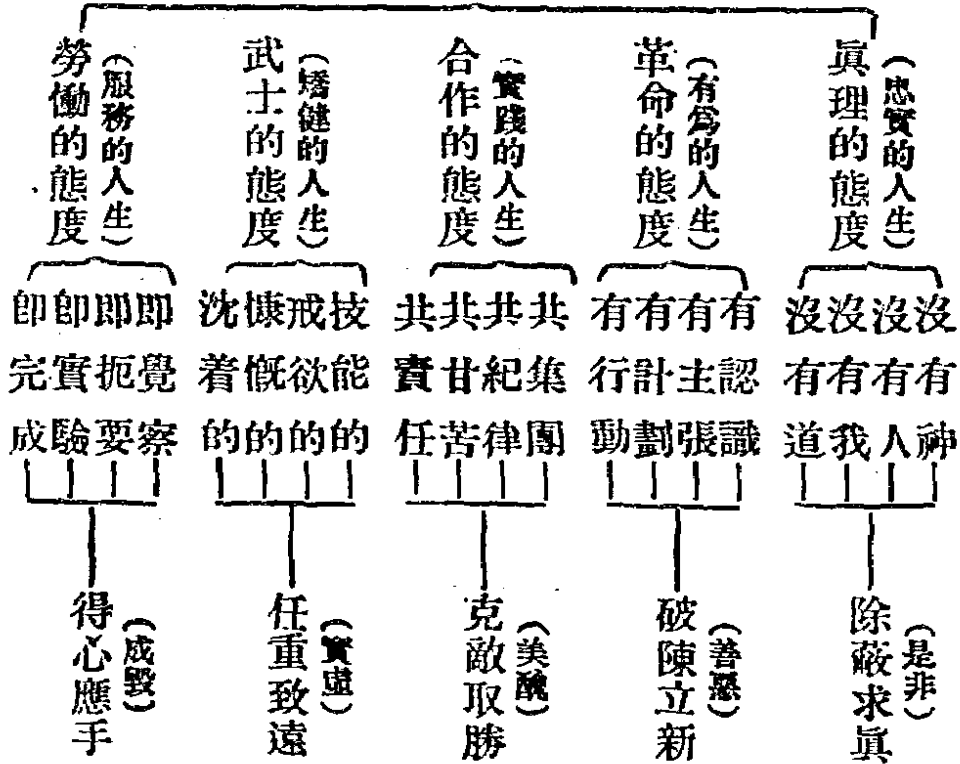 眞理的態度
(忠實的人生)
沒有神
沒有人
沒有我
沒有道
除蔽求眞
(是非)
革命的態度
(有爲的人生)
有認識
有主張
有計劃
有行動
破陳立新
(善惡)
合作的態度
(實踐的人生)
共集團
共紀律
共甘苦
共責任
克敵取勝
(美醜)
武士的態度
(矯健的人生)
技能的
戒欲的
慷慨的
沈着的
任重致遠
(實虛)
勞働的態度
(服務的人生)
即覺察
即扼要
卽實驗
卽完成
得心應手
(成毀)